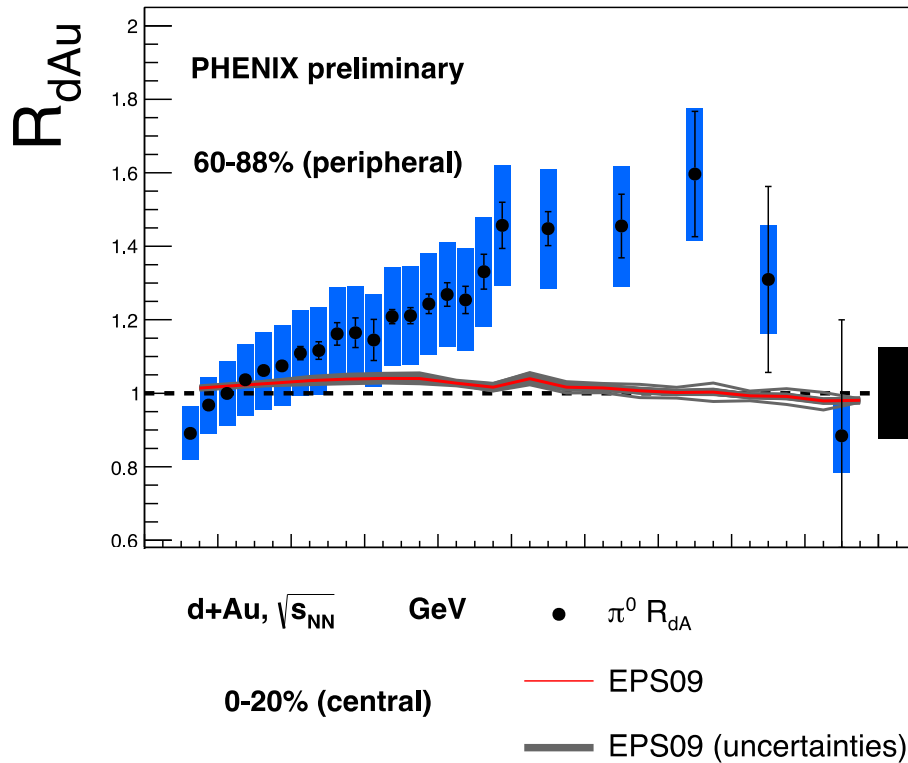 2
PHENIX preliminary
1.8
R_dAu
1.6
60-88% (peripheral)
1.4
1.2
1
0.8
0.6
d+Au, √s_NN GeV
π⁰ R_dA
EPS09
0-20% (central)
EPS09 (uncertainties)